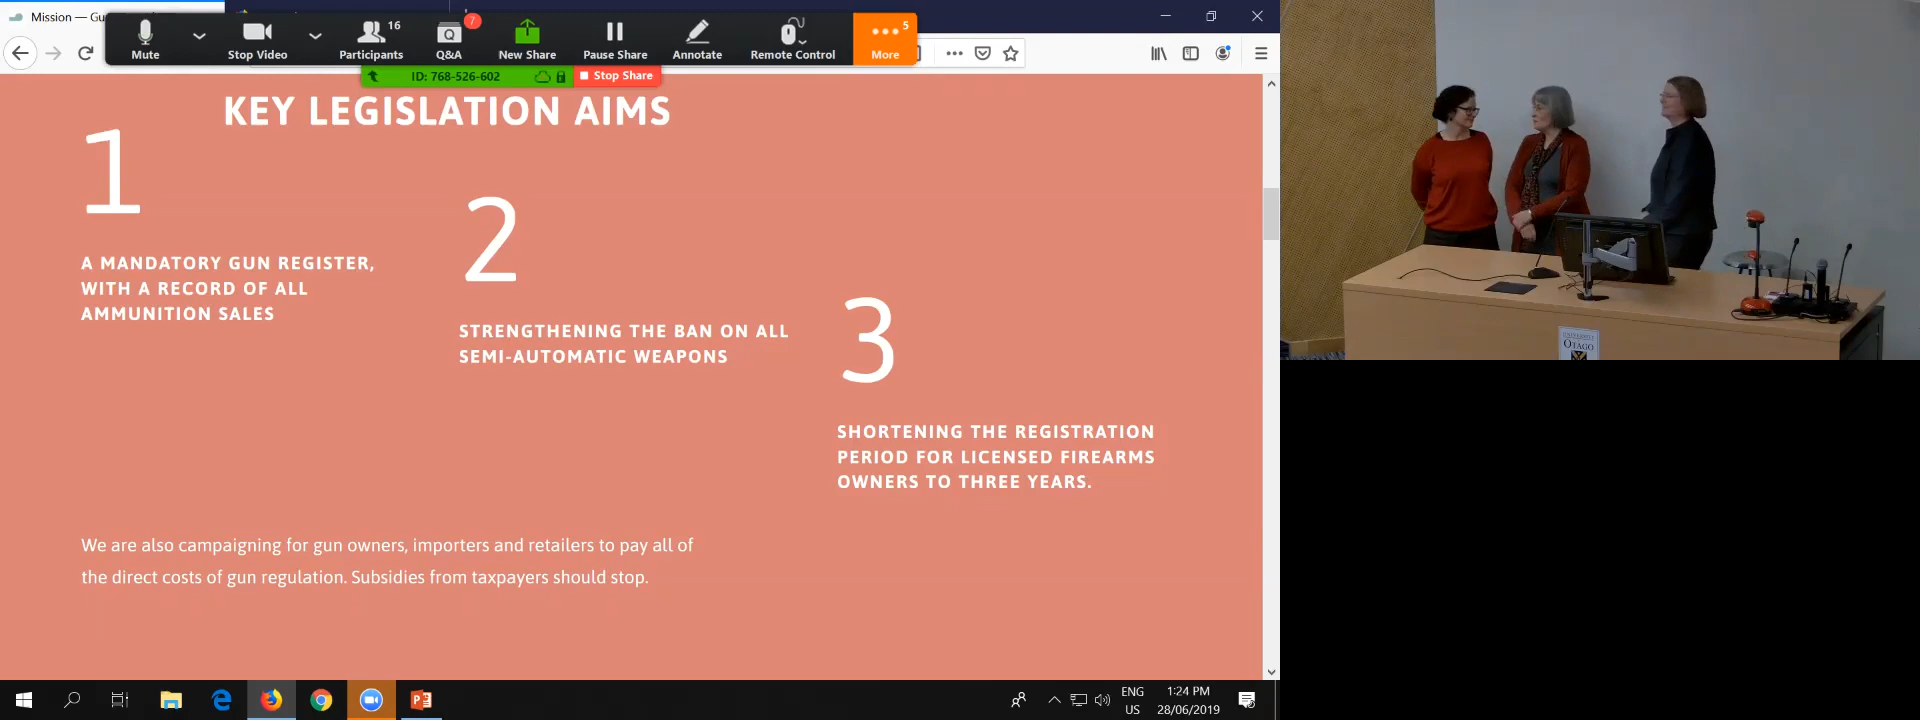 Mission — Gu
Mute
Stop Video
16
Participants
7
Q&A
New Share
Pause Share
Annotate
Remote Control
5
More
ID: 768-526-602
Stop Share
KEY LEGISLATION AIMS
1
A MANDATORY GUN REGISTER,
WITH A RECORD OF ALL
AMMUNITION SALES
2
STRENGTHENING THE BAN ON ALL
SEMI-AUTOMATIC WEAPONS
3
SHORTENING THE REGISTRATION
PERIOD FOR LICENSED FIREARMS
OWNERS TO THREE YEARS.
We are also campaigning for gun owners, importers and retailers to pay all of
the direct costs of gun regulation. Subsidies from taxpayers should stop.
UNIVERSITY
OTAGO
ENG
US
1:24 PM
28/06/2019